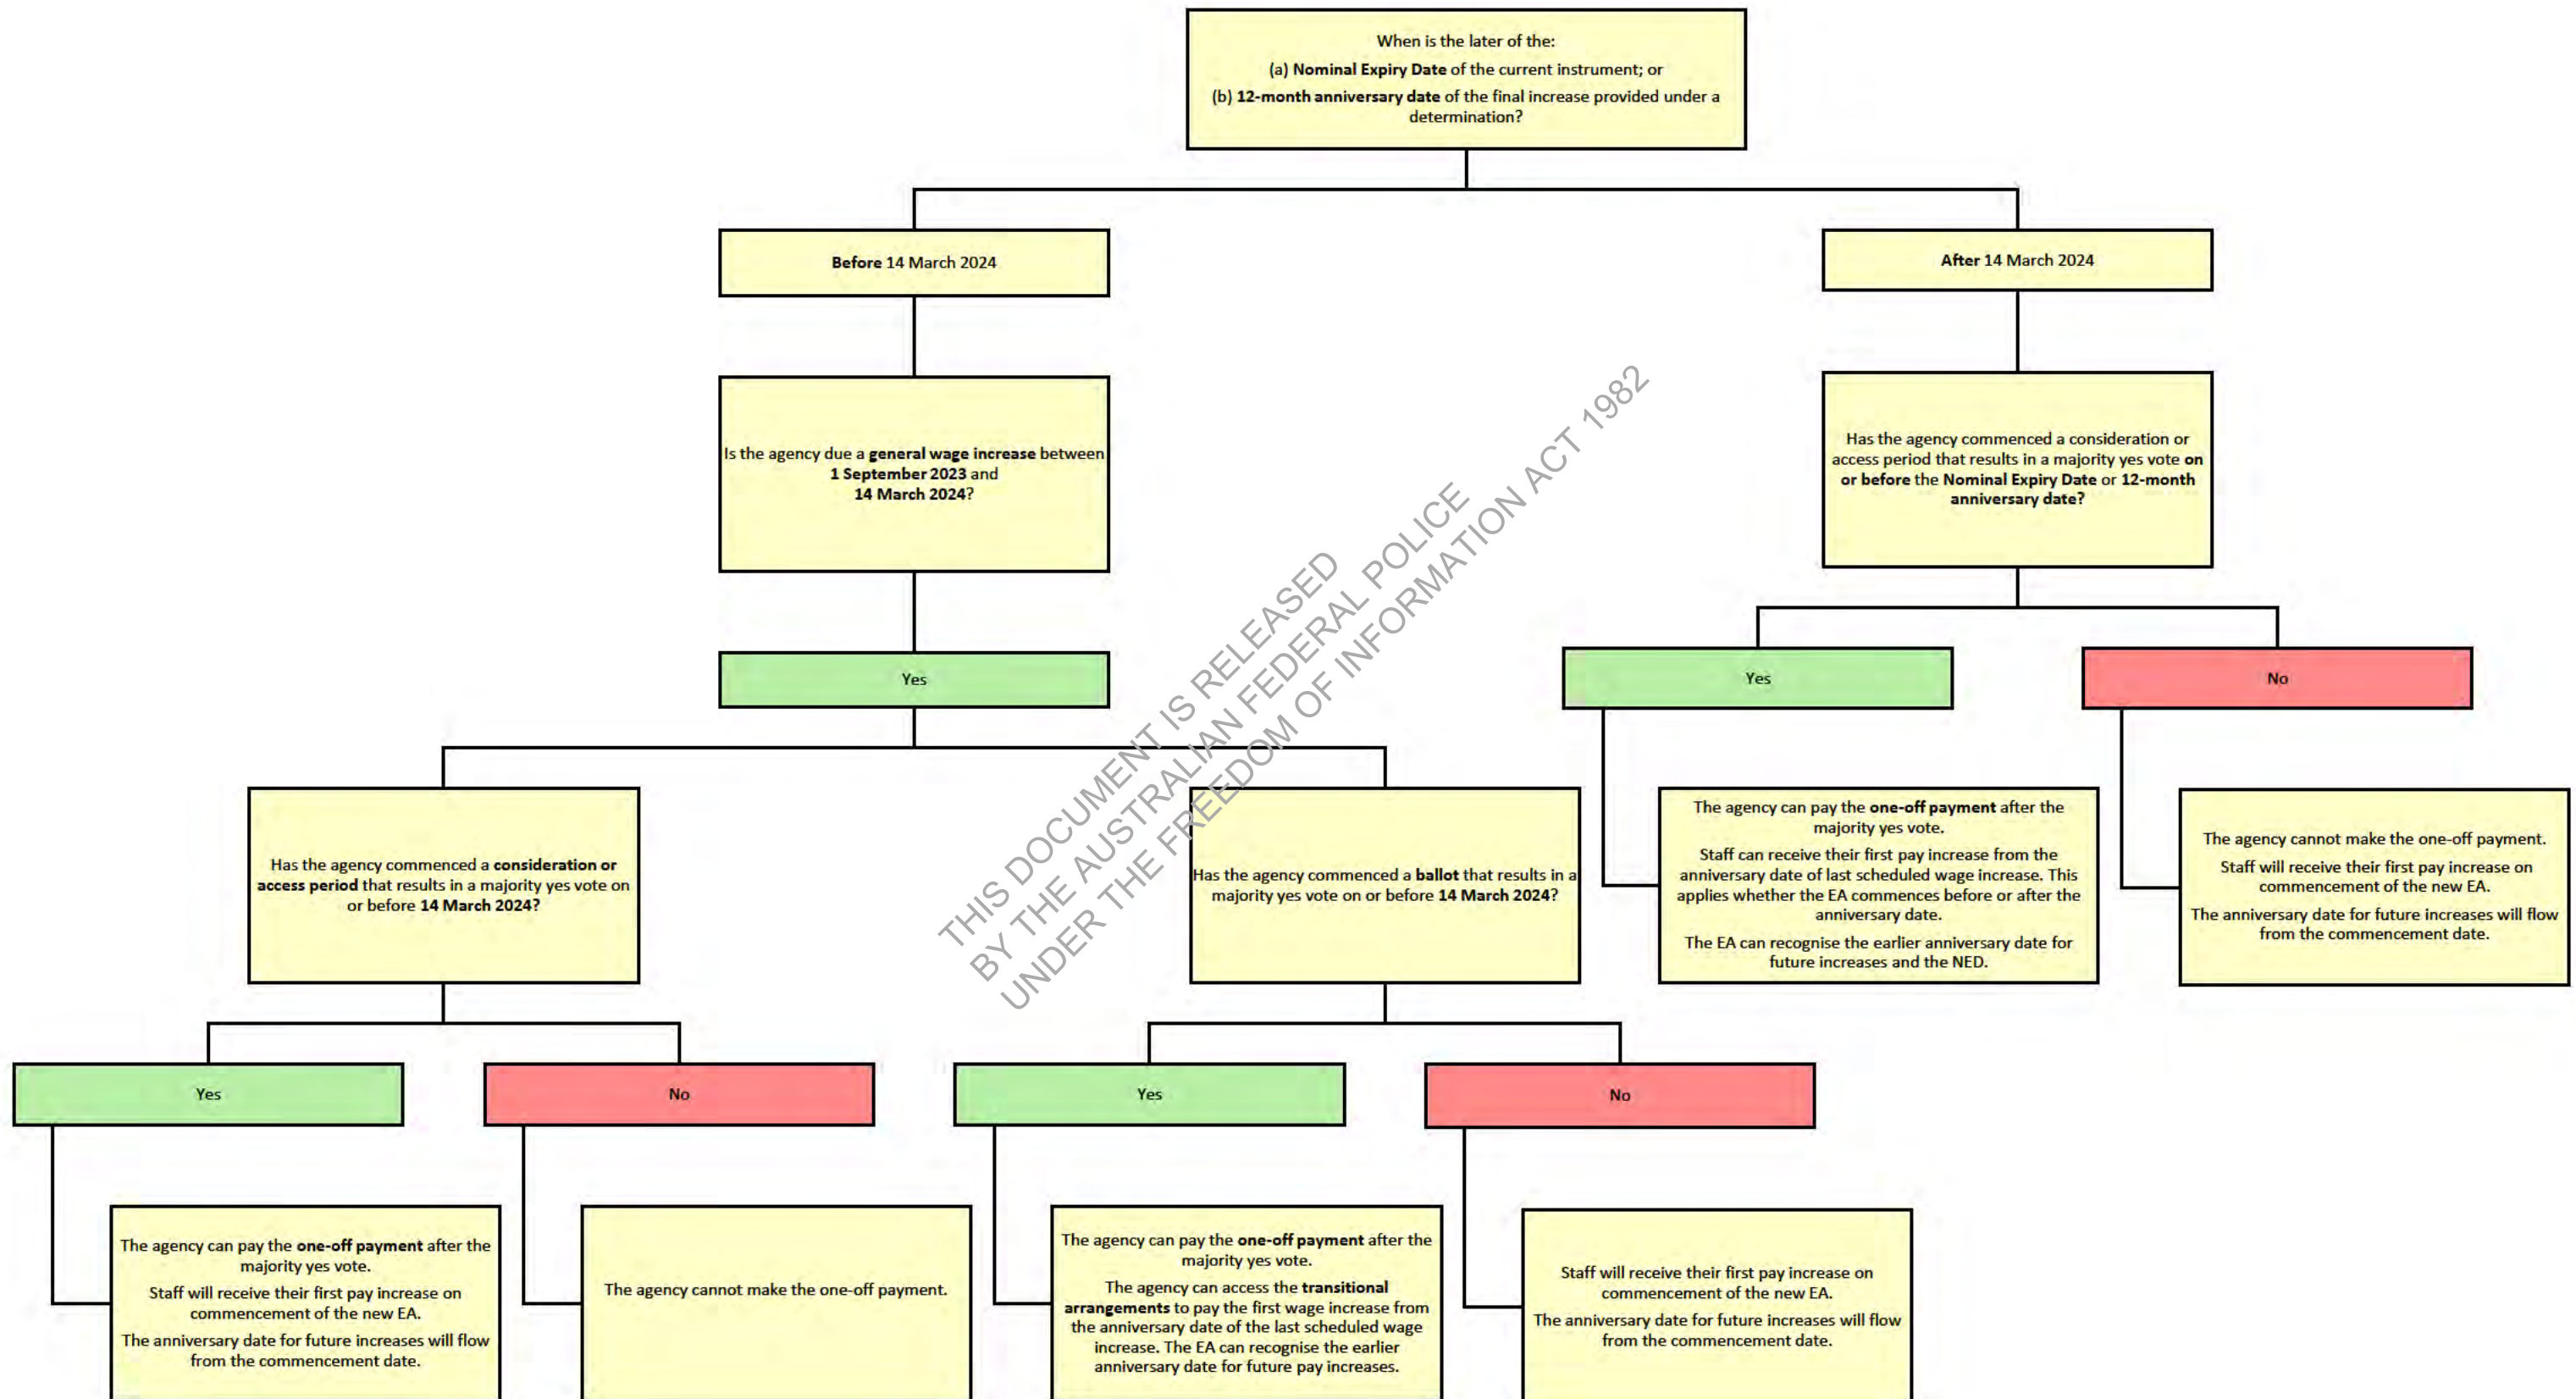 When is the later of the:
(a) Nominal Expiry Date of the current instrument; or
(b) 12-month anniversary date of the final increase provided under a
determination?
Before 14 March 2024
After 14 March 2024
Is the agency due a general wage increase between
1 September 2023 and
14 March 2024?
Has the agency commenced a consideration or
access period that results in a majority yes vote on
or before the Nominal Expiry Date or 12-month
anniversary date?
Yes
Yes
No
Has the agency commenced a consideration or
access period that results in a majority yes vote on
or before 14 March 2024?
Has the agency commenced a ballot that results in a
majority yes vote on or before 14 March 2024?
The agency can pay the one-off payment after the
majority yes vote.
Staff can receive their first pay increase from the
anniversary date of last scheduled wage increase. This
applies whether the EA commences before or after the
anniversary date.
The EA can recognise the earlier anniversary date for
future increases and the NED.
The agency cannot make the one-off payment.
Staff will receive their first pay increase on
commencement of the new EA.
The anniversary date for future increases will flow
from the commencement date.
Yes
No
Yes
No
The agency can pay the one-off payment after the
majority yes vote.
Staff will receive their first pay increase on
commencement of the new EA.
The anniversary date for future increases will flow
from the commencement date.
The agency cannot make the one-off payment.
The agency can pay the one-off payment after the
majority yes vote.
The agency can access the transitional
arrangements to pay the first wage increase from
the anniversary date of the last scheduled wage
increase. The EA can recognise the earlier
anniversary date for future pay increases.
Staff will receive their first pay increase on
commencement of the new EA.
The anniversary date for future increases will flow
from the commencement date.
THIS DOCUMENT IS RELEASED
BY THE AUSTRALIAN FEDERAL POLICE
UNDER THE FREEDOM OF INFORMATION ACT 1982